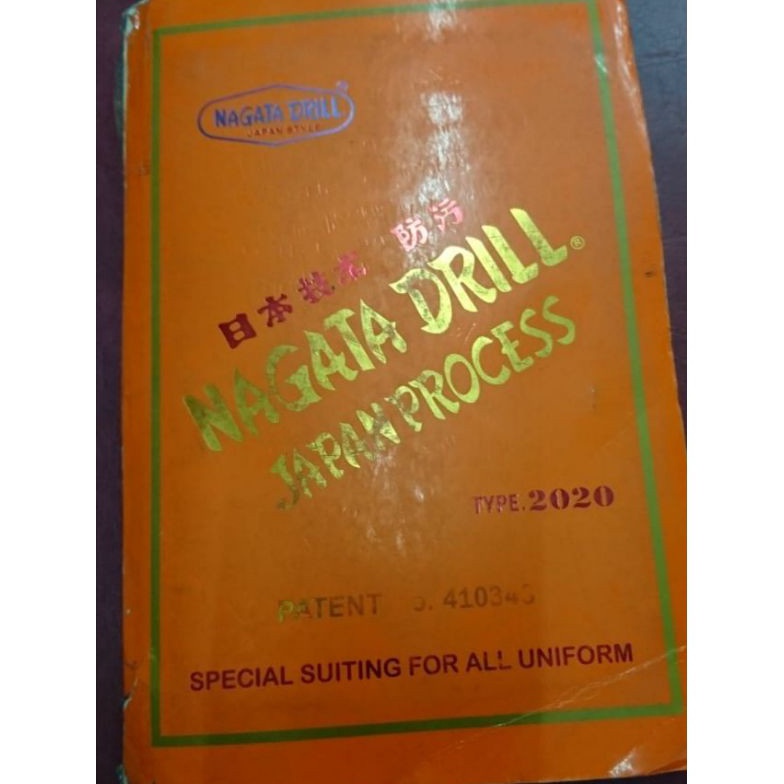 NAGATA DRILL®
JAPAN STYLE
日本技术 防污
NAGATA DRILL®
JAPAN PROCESS
TYPE.2020
PATENT
SPECIAL SUITING FOR ALL UNIFORM